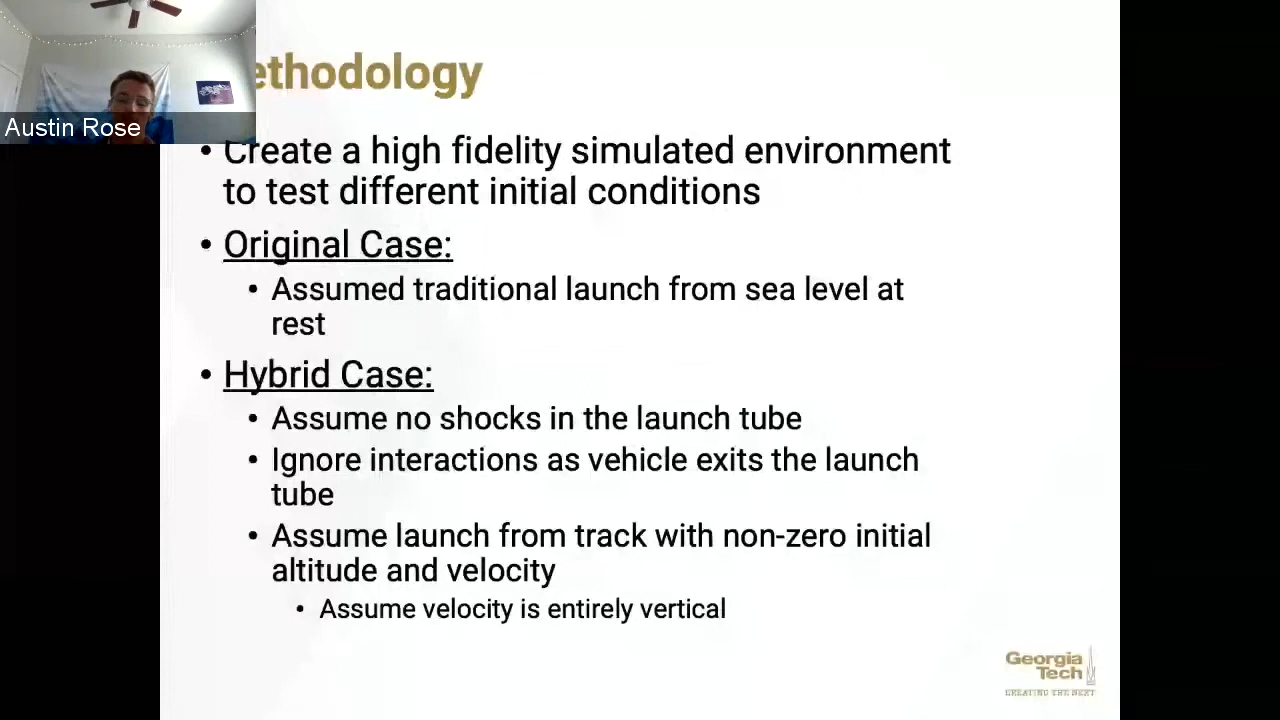 ethodology
Austin Rose
• Create a high fidelity simulated environment
to test different initial conditions
• Original Case:
• Assumed traditional launch from sea level at
rest
• Hybrid Case:
• Assume no shocks in the launch tube
• Ignore interactions as vehicle exits the launch
tube
• Assume launch from track with non-zero initial
altitude and velocity
• Assume velocity is entirely vertical
Georgia
Tech
CREATING THE NEXT